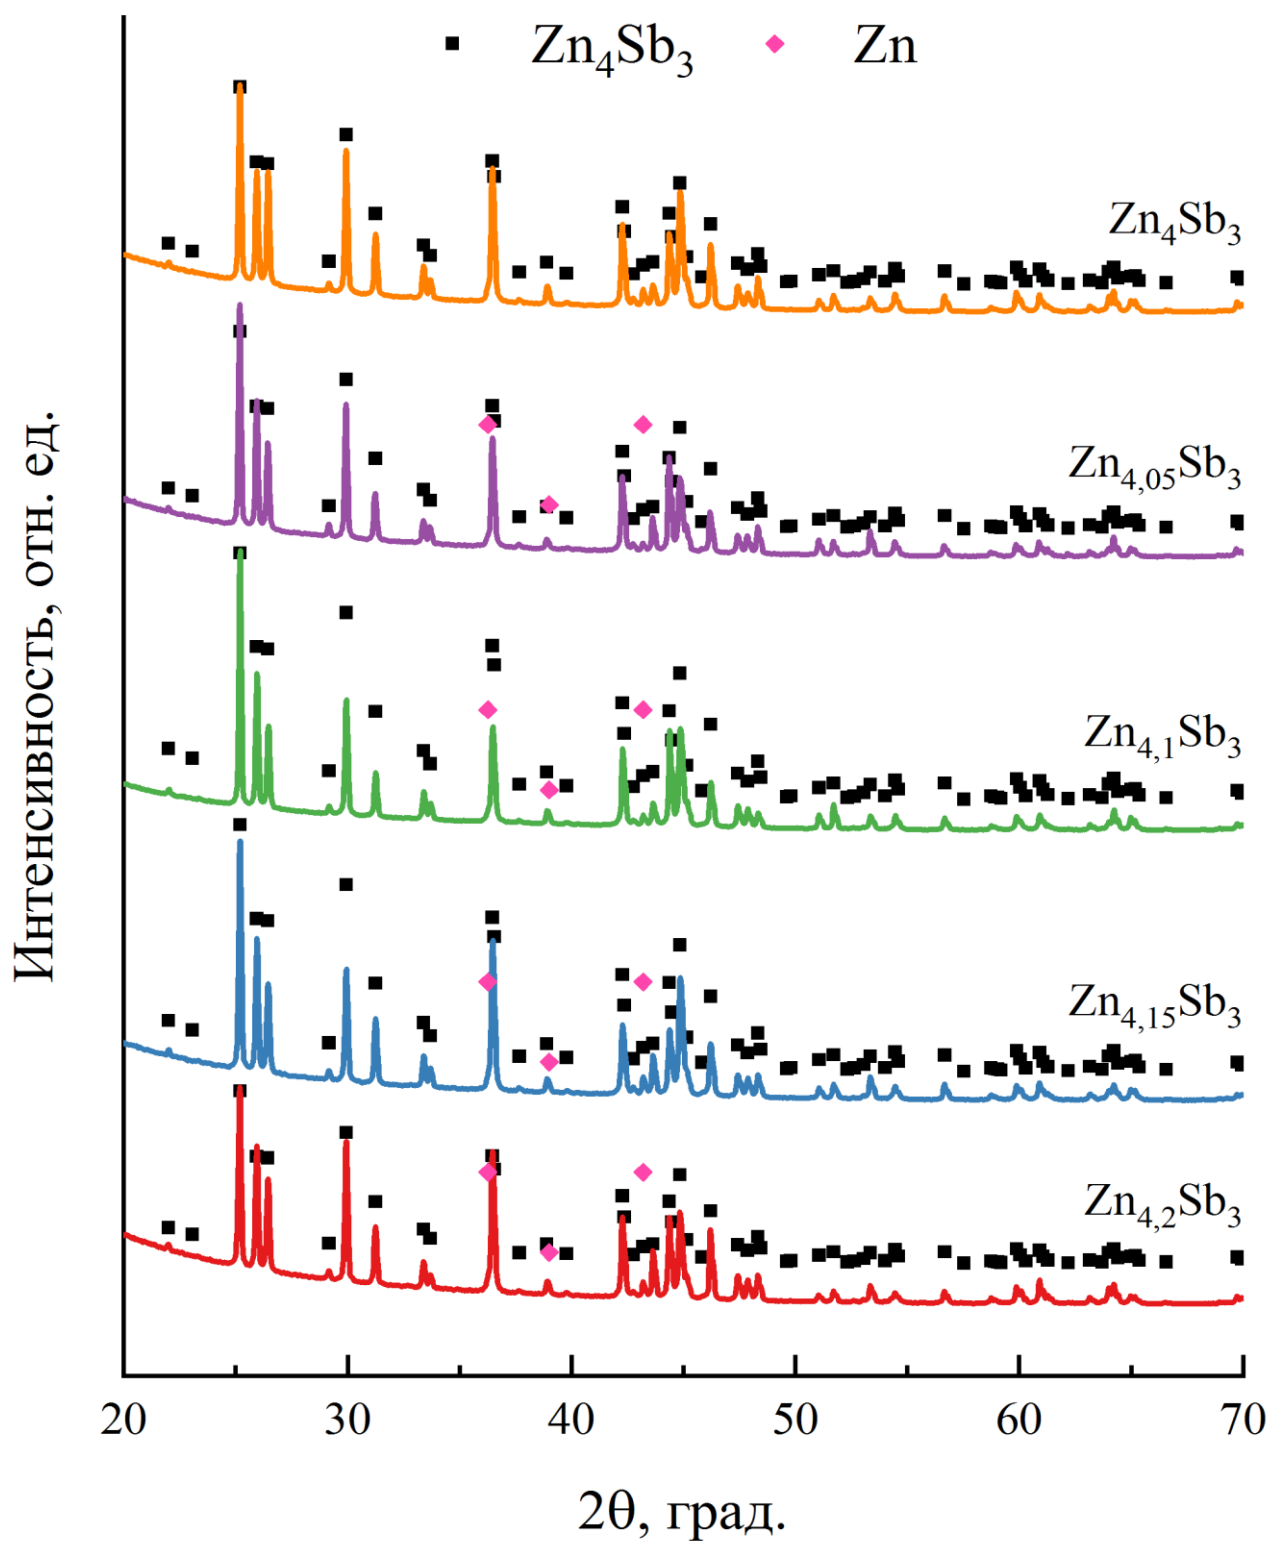 Zn₄Sb₃
Zn
Zn₄Sb₃
Zn₄,₀₅Sb₃
Zn₄,₁Sb₃
Zn₄,₁₅Sb₃
Zn₄,₂Sb₃
Интенсивность, отн. ед.
20 30 40 50 60 70
2θ, град.